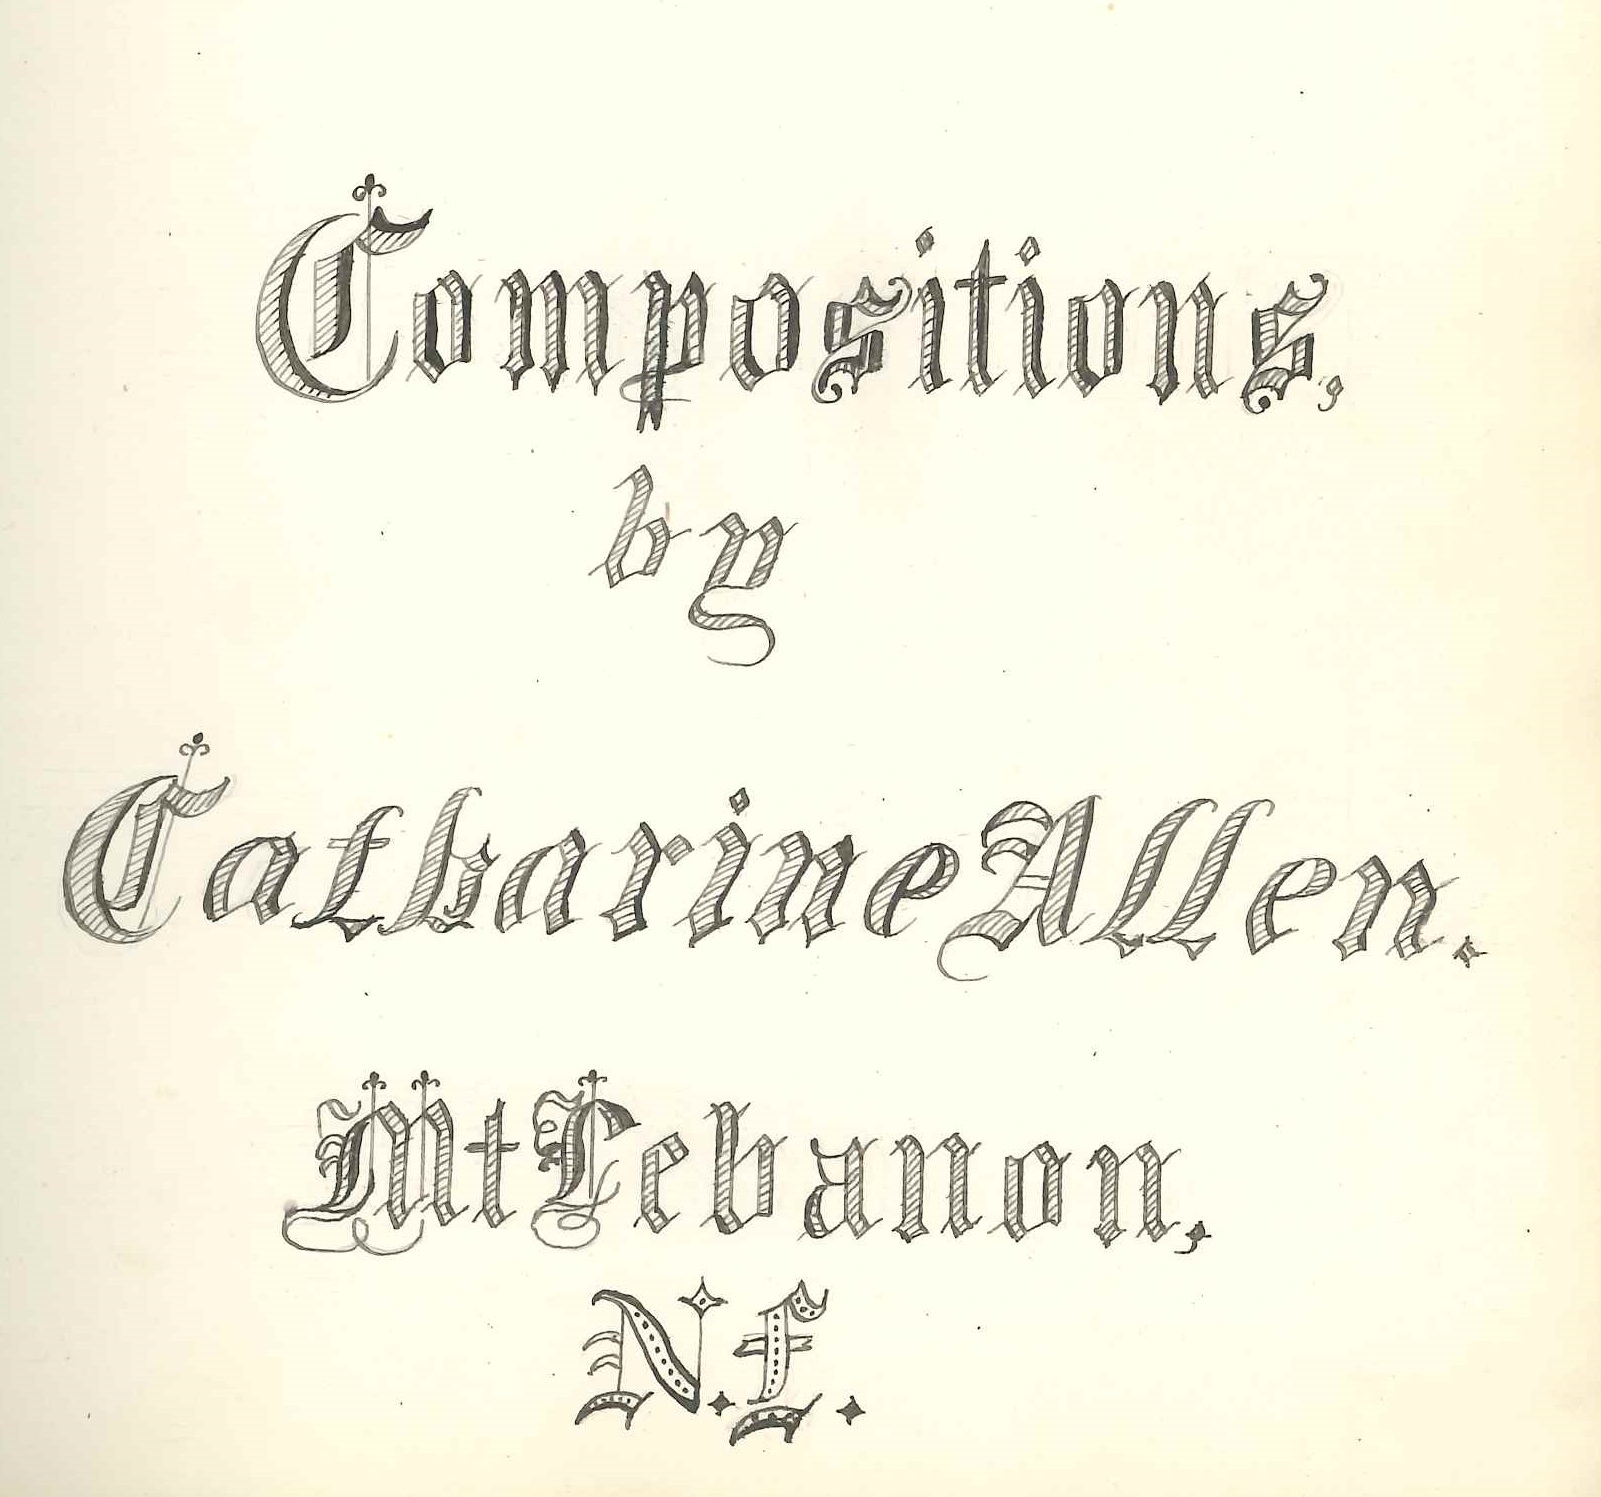 Compositions,
by
Catharine Allen.
Mt Lebanon,
N.F.